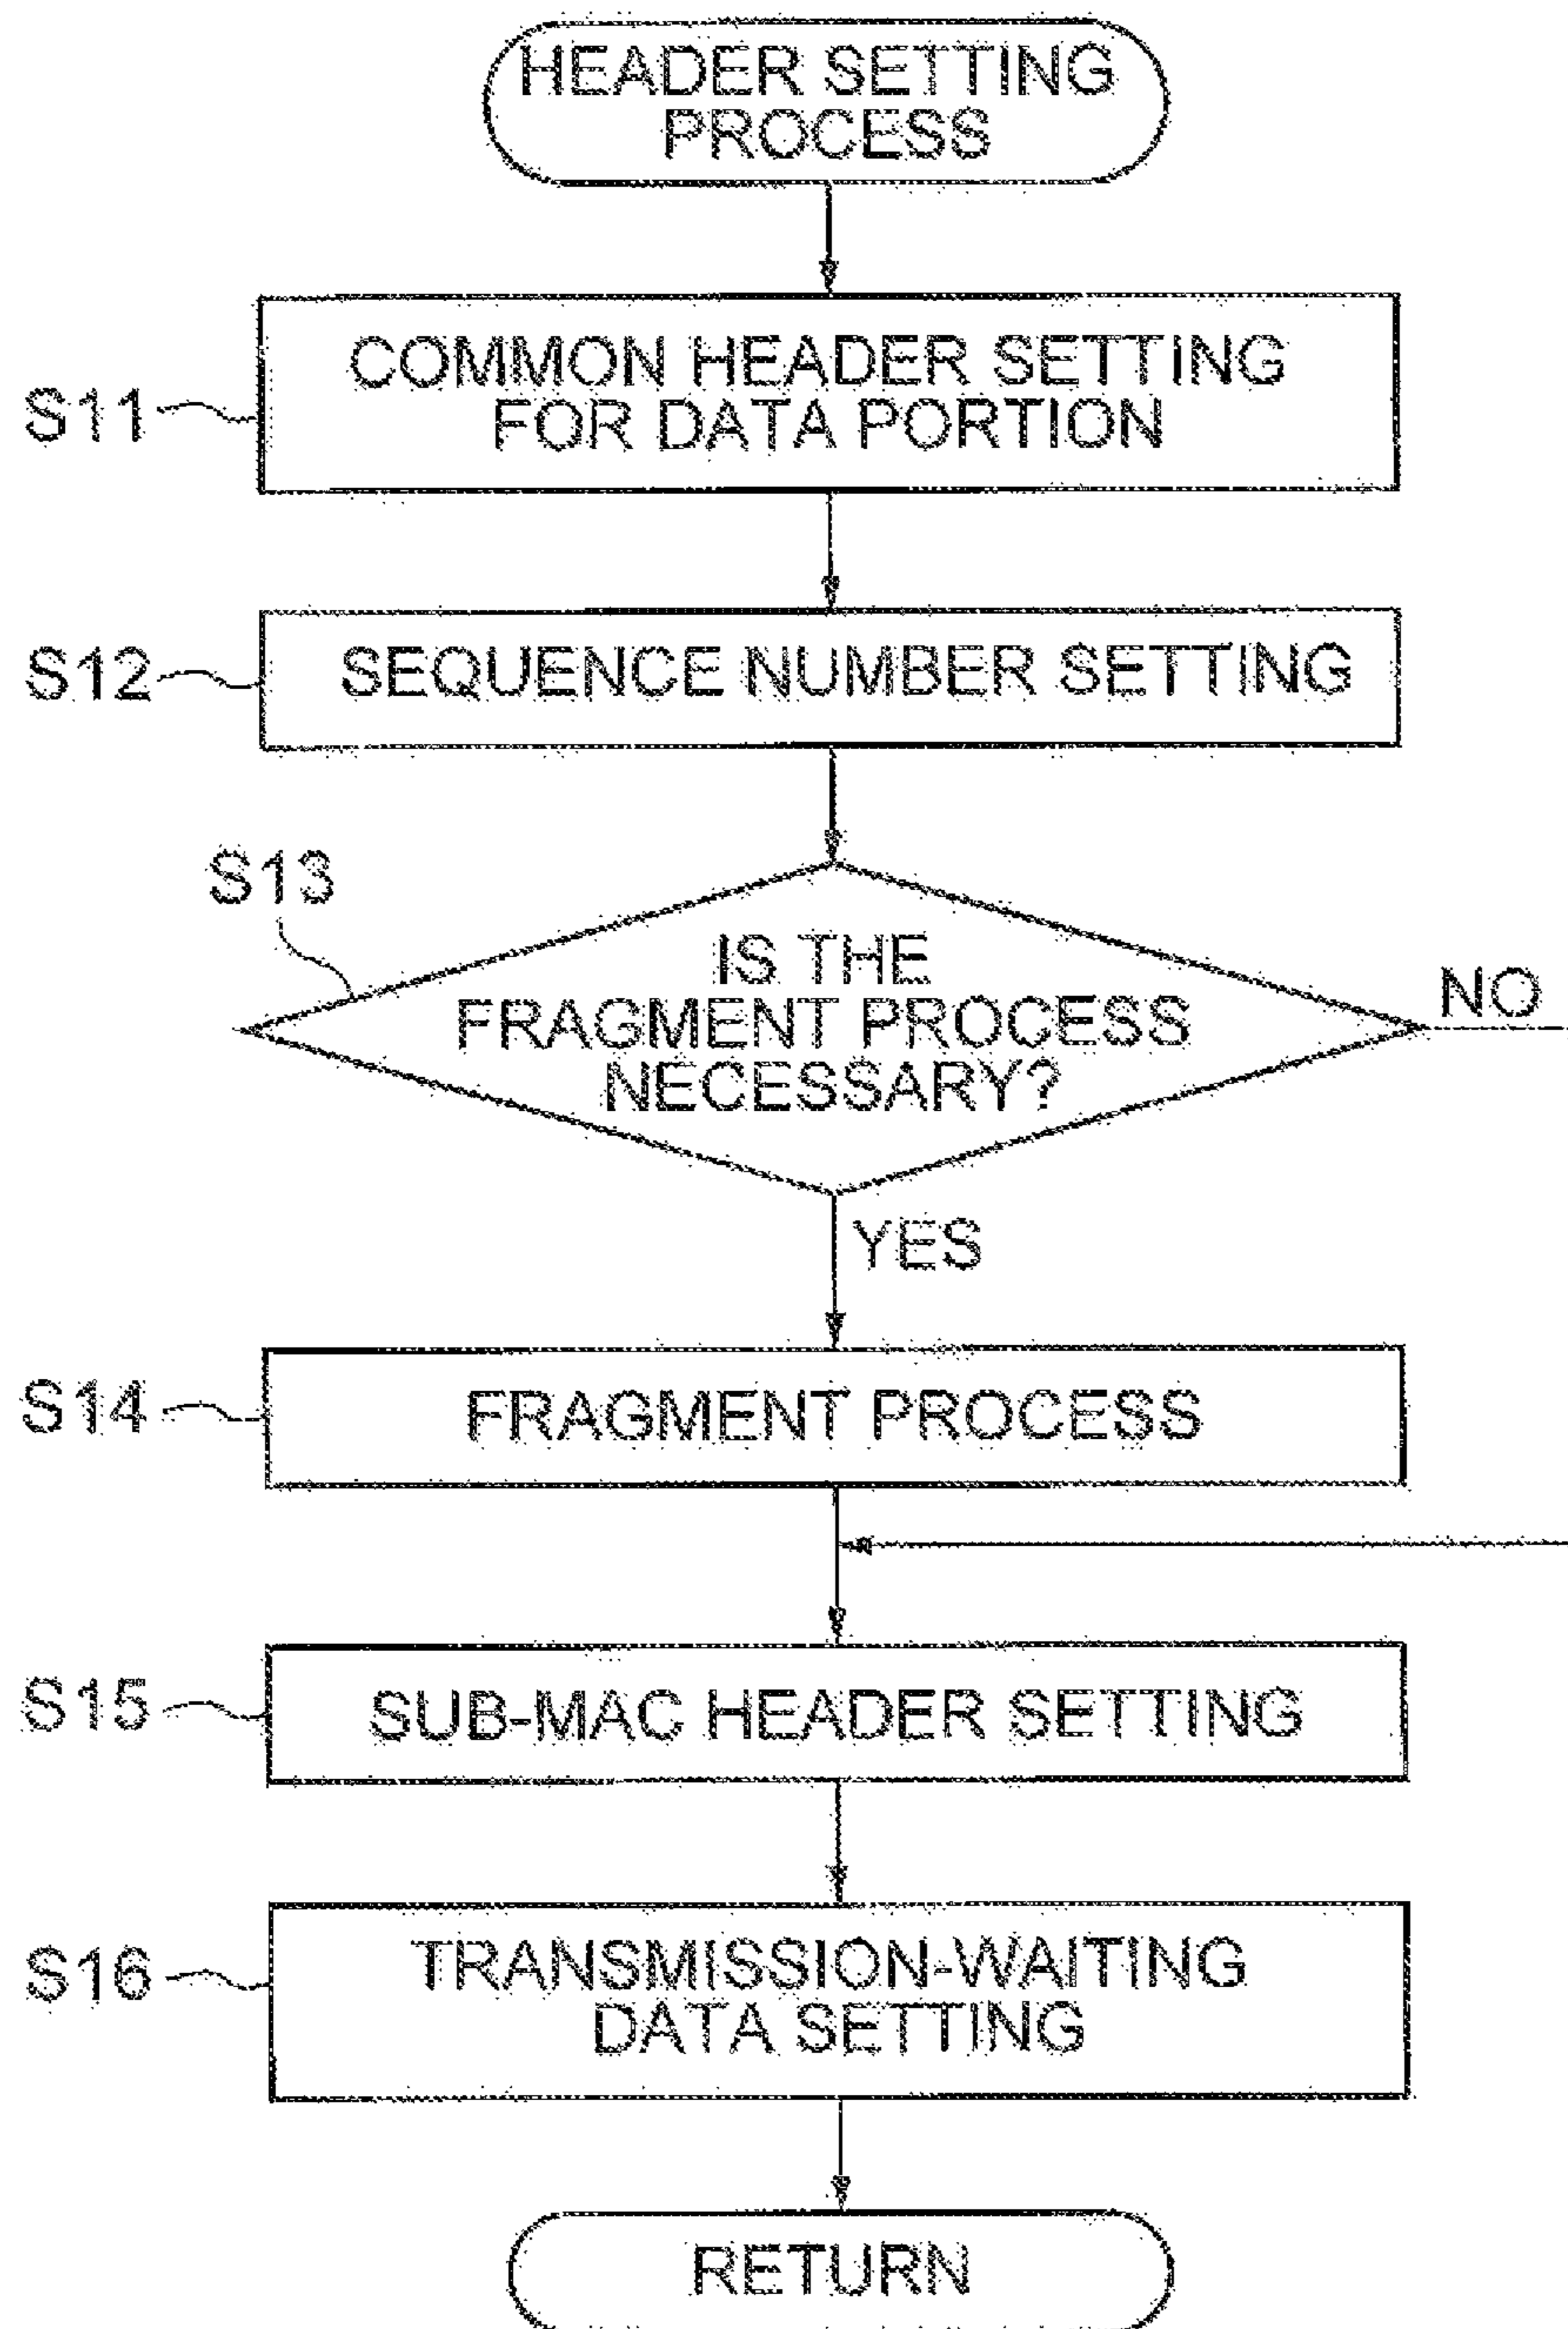 HEADER SETTING
PROCESS
S11
COMMON HEADER SETTING
FOR DATA PORTION
S12
SEQUENCE NUMBER SETTING
S13
IS THE
FRAGMENT PROCESS
NECESSARY?
NO
YES
S14
FRAGMENT PROCESS
S15
SUB-MAC HEADER SETTING
S16
TRANSMISSION-WAITING
DATA SETTING
RETURN